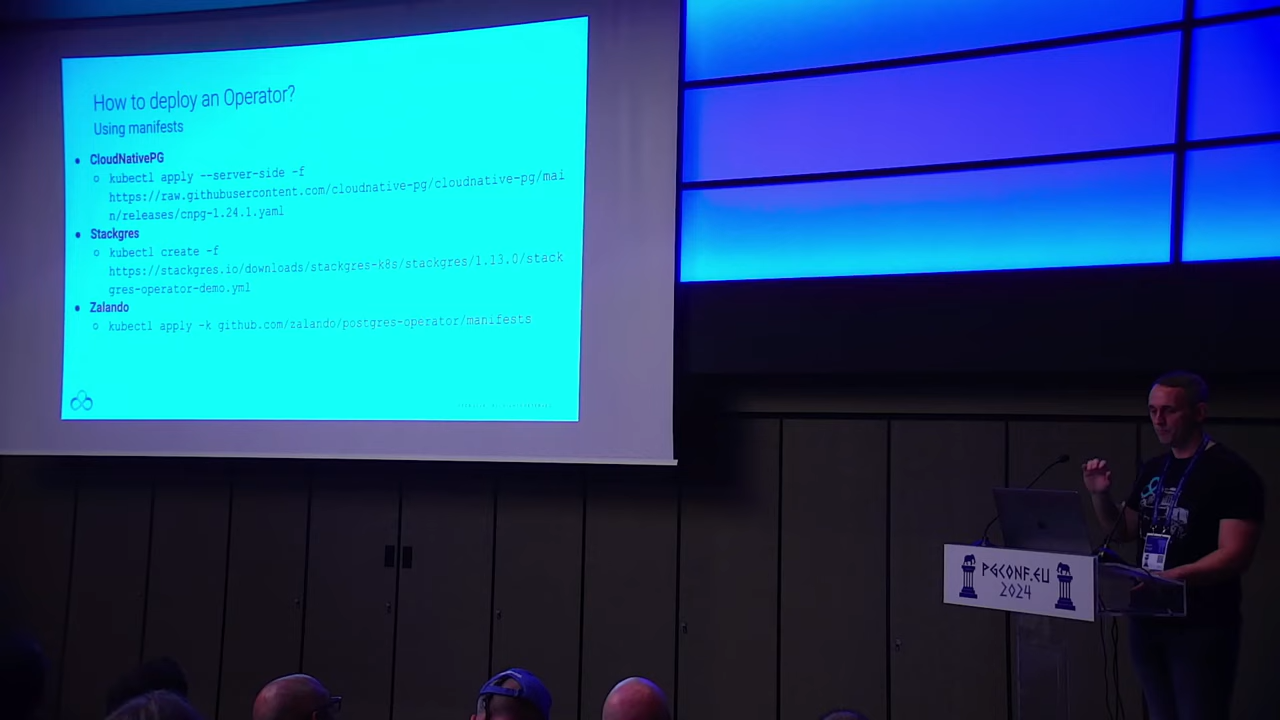 How to deploy an Operator?
Using manifests
● CloudNativePG
○ kubectl apply --server-side -f
https://raw.githubusercontent.com/cloudnative-pg/cloudnative-pg/mai
n/releases/cnpg-1.24.1.yaml
● Stackgres
○ kubectl create -f
https://stackgres.io/downloads/stackgres-k8s/stackgres/1.13.0/stack
gres-operator-demo.yml
● Zalando
○ kubectl apply -k github.com/zalando/postgres-operator/manifests
PGCONF.EU
2024